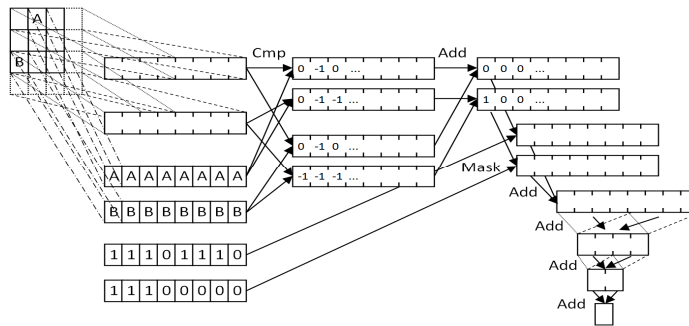 A
B
Cmp
Add
0 -1 0 ...
0 0 0 ...
0 -1 -1 ...
1 0 0 ...
0 -1 0 ...
A A A A A A A A
-1 -1 -1 ...
Mask
Add
B B B B B B B B
Add
1 1 1 0 1 1 1 0
Add
1 1 1 0 0 0 0 0
Add